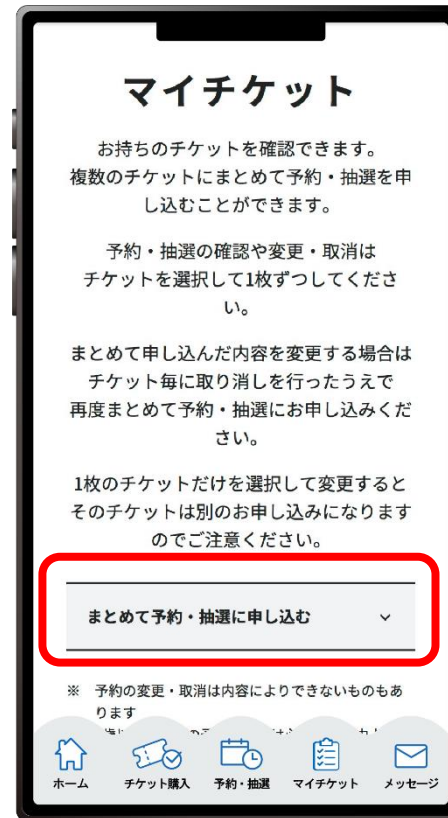 マイチケット
お持ちのチケットを確認できます。
複数のチケットにまとめて予約・抽選を申
し込むことができます。
予約・抽選の確認や変更・取消は
チケットを選択して1枚ずつしてくださ
い。
まとめて申し込んだ内容を変更する場合は
チケット毎に取り消しを行ったうえで
再度まとめて予約・抽選にお申し込みくだ
さい。
1枚のチケットだけを選択して変更すると
そのチケットは別のお申し込みになります
のでご注意ください。
まとめて予約・抽選に申し込む
※ 予約の変更・取消は内容によりできないものもあ
ります
ホーム チケット購入 予約・抽選 マイチケット メッセージ